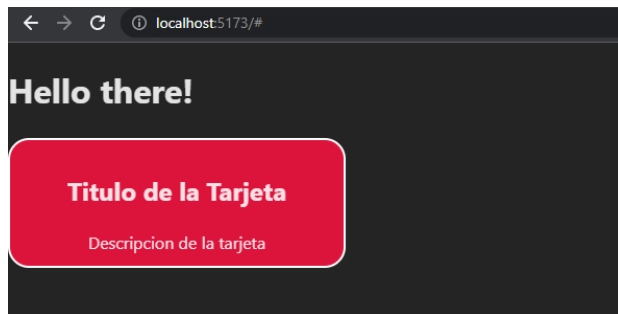 localhost:5173/#
Hello there!
Titulo de la Tarjeta
Descripcion de la tarjeta